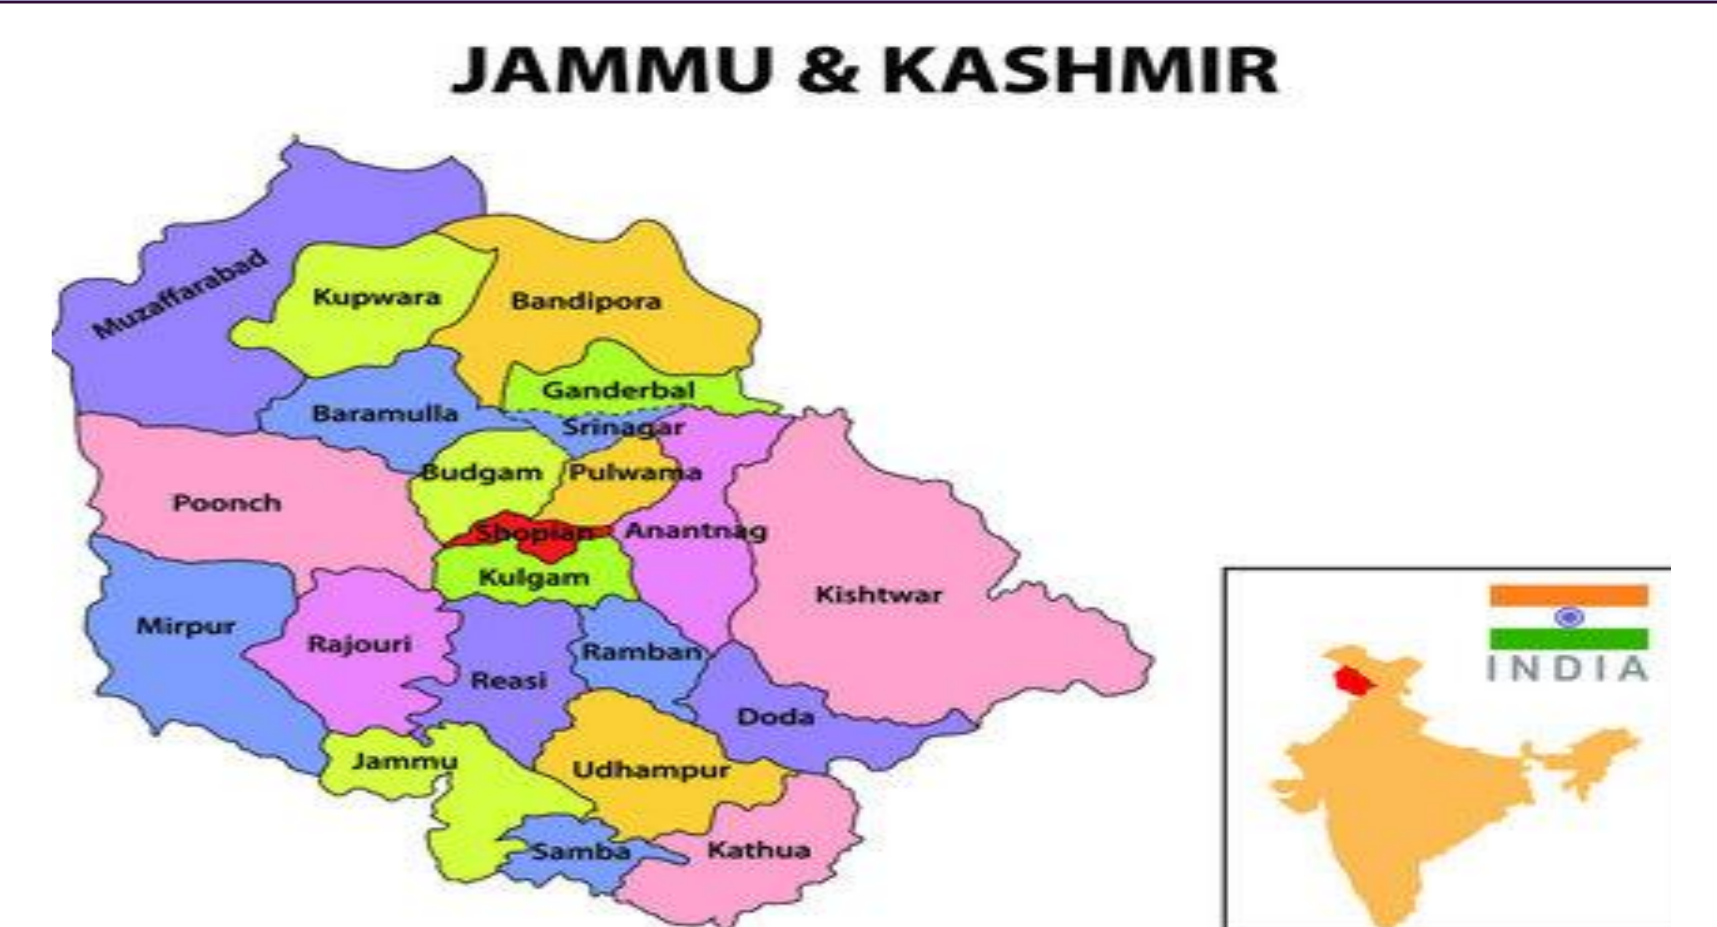 JAMMU & KASHMIR
Muzaffarabad
Kupwara
Bandipora
Ganderbal
Baramulla
Srinagar
Budgam
Pulwama
Poonch
Shopian
Anantnag
Kulgam
Kishtwar
Mirpur
Rajouri
Ramban
Reasi
Doda
Jammu
Udhampur
Samba
Kathua
INDIA